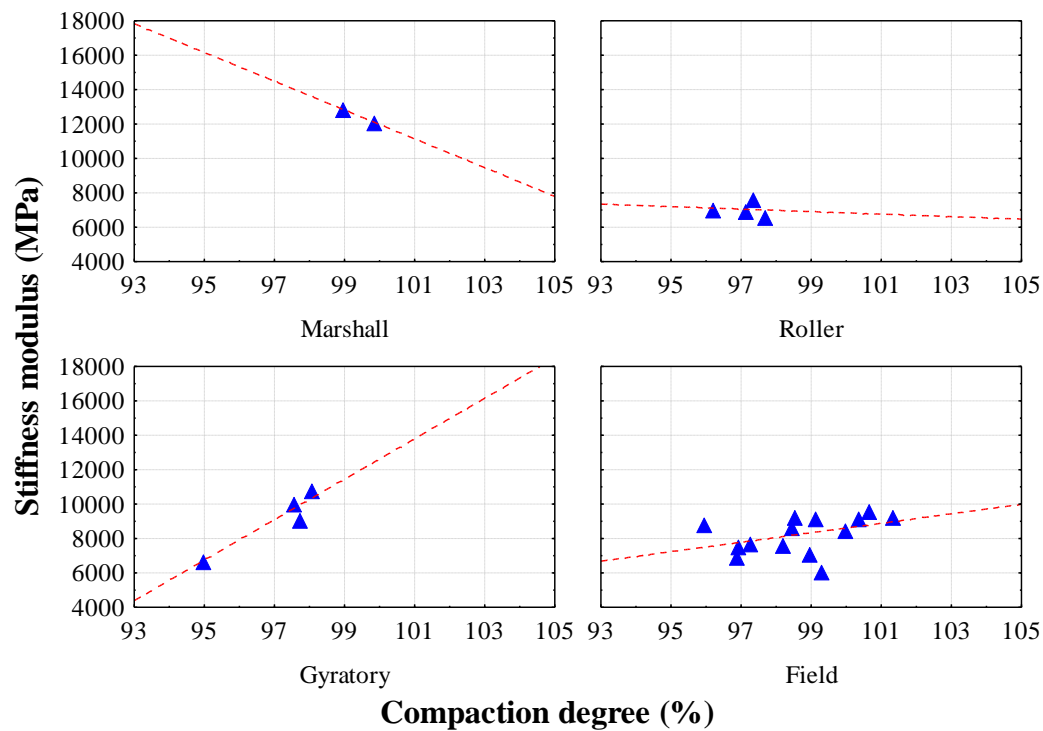 Stiffness modulus (MPa)
18000
16000
14000
12000
10000
8000
6000
4000
93 95 97 99 101 103 105
Marshall
93 95 97 99 101 103 105
Roller
18000
16000
14000
12000
10000
8000
6000
4000
93 95 97 99 101 103 105
Gyratory
93 95 97 99 101 103 105
Field
Compaction degree (%)